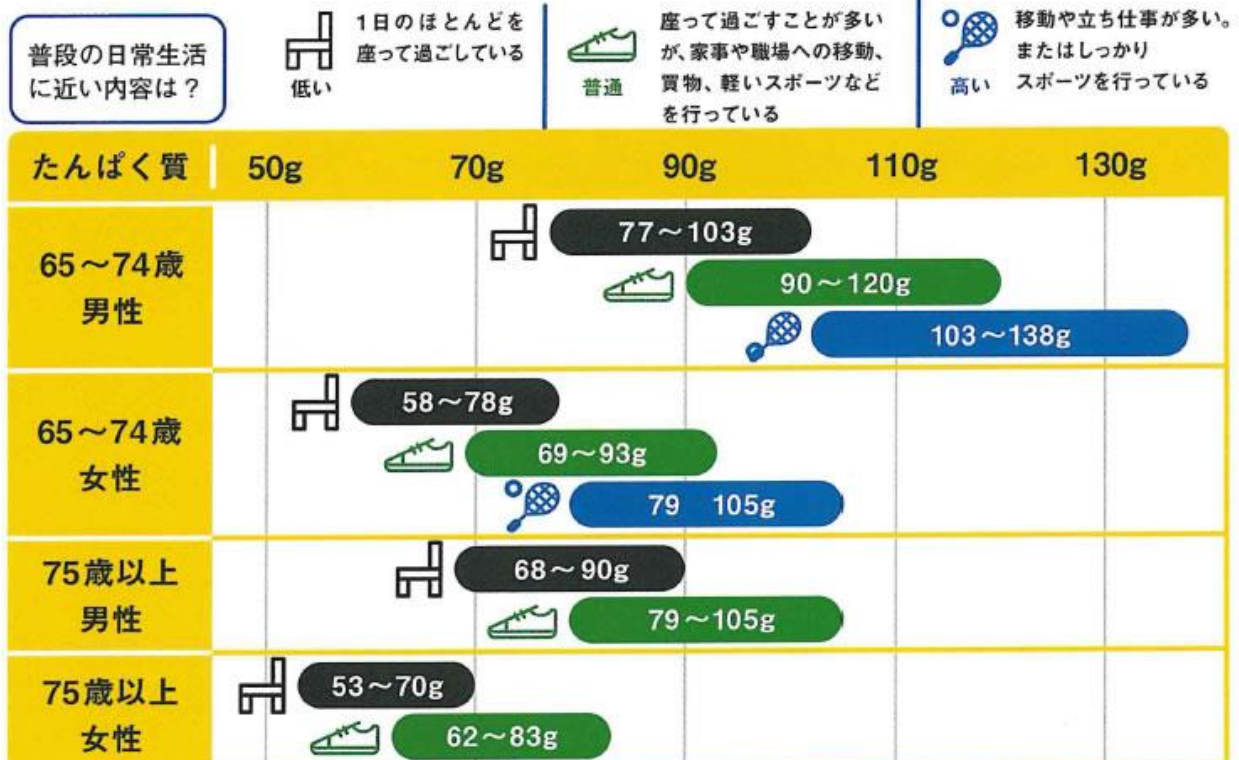 普段の日常生活
に近い内容は？
低い
1日のほとんどを
座って過ごしている
普通
座って過ごすことが多い
が、家事や職場への移動、
買物、軽いスポーツなど
を行っている
高い
移動や立ち仕事が多い。
またはしっかり
スポーツを行っている
たんぱく質 50g 70g 90g 110g 130g
65～74歳
男性
77～103g
90～120g
103～138g
65～74歳
女性
58～78g
69～93g
79 105g
75歳以上
男性
68～90g
79～105g
75歳以上
女性
53～70g
62～83g